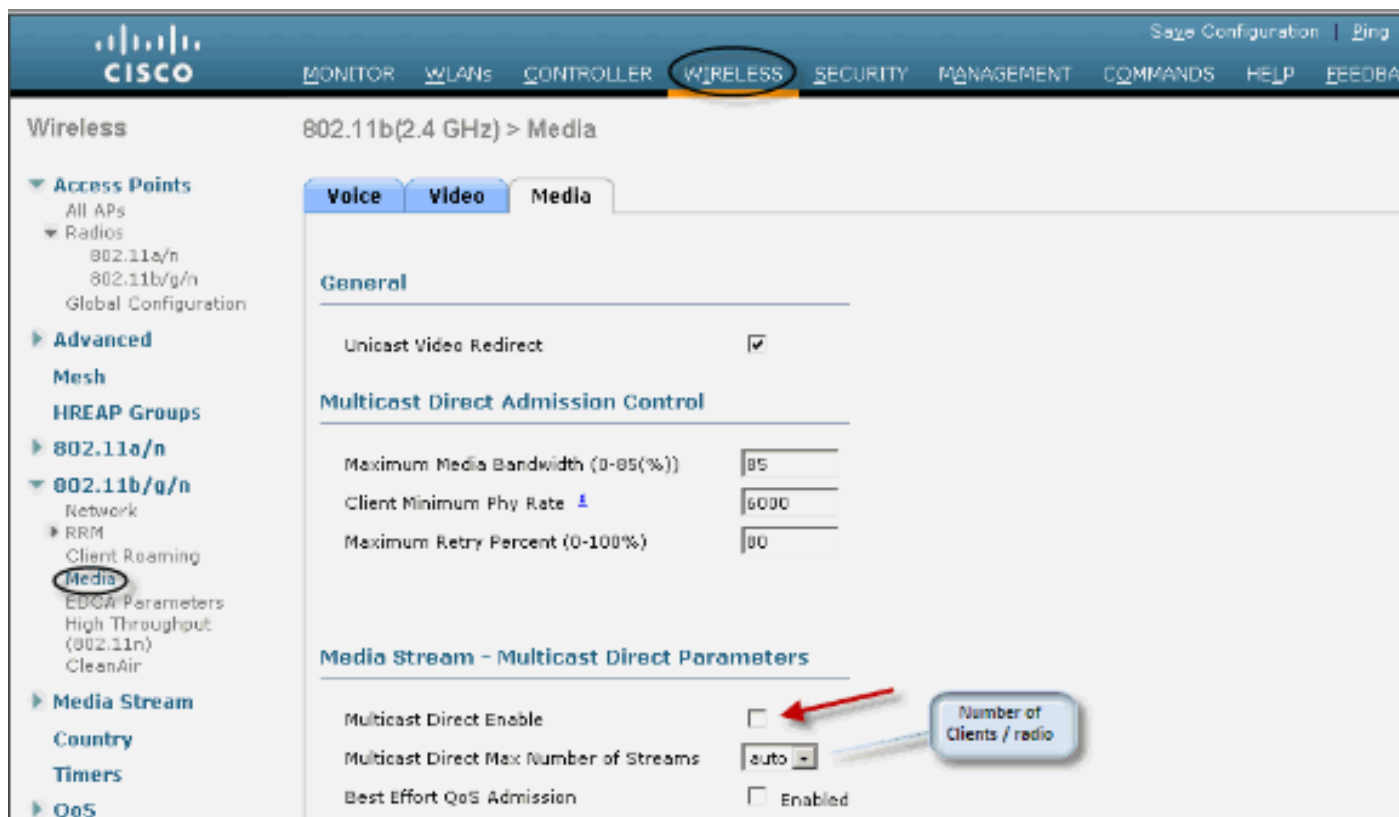 Save Configuration | Ping
CISCO
MONITOR WLANs CONTROLLER WIRELESS SECURITY MANAGEMENT COMMANDS HELP FEEDBA
Wireless
Access Points
All APs
Radios
802.11a/n
802.11b/g/n
Global Configuration
Advanced
Mesh
HREAP Groups
802.11a/n
802.11b/g/n
Network
RRM
Client Roaming
Media
EDCA Parameters
High Throughput
(802.11n)
CleanAir
Media Stream
Country
Timers
QoS
802.11b(2.4 GHz) > Media
Voice Video Media
General
Unicast Video Redirect
Multicast Direct Admission Control
Maximum Media Bandwidth (0-85(%)) 85
Client Minimum Phy Rate 1 6000
Maximum Retry Percent (0-100%) 80
Media Stream - Multicast Direct Parameters
Multicast Direct Enable
Multicast Direct Max Number of Streams auto
Best Effort QoS Admission Enabled
Number of
Clients / radio